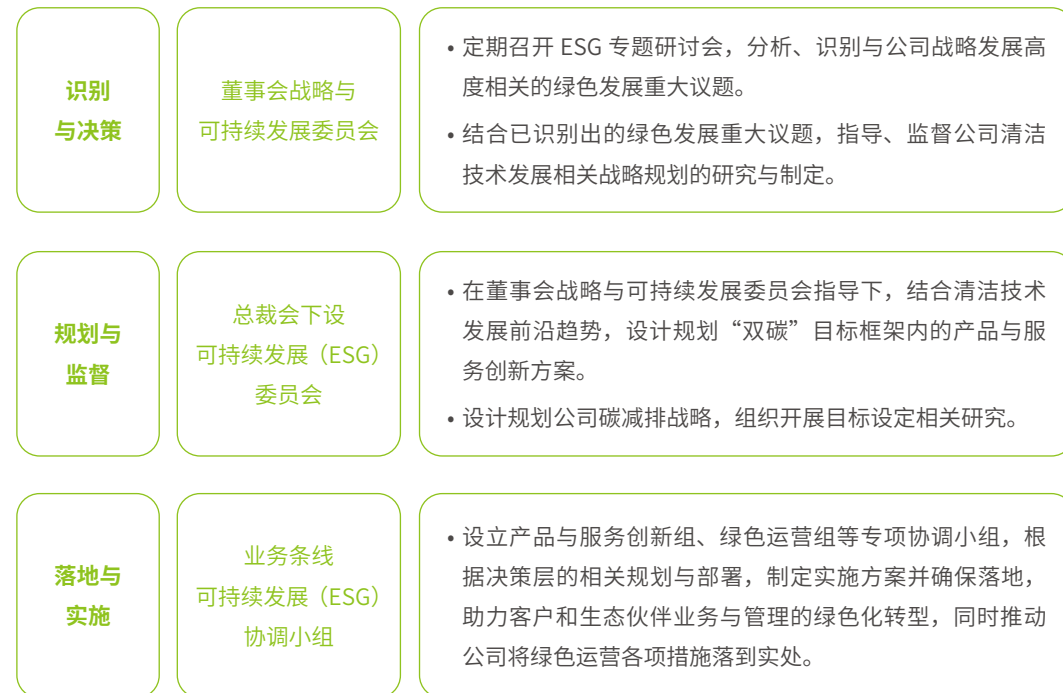 识别
与决策
董事会战略与
可持续发展委员会
• 定期召开 ESG 专题研讨会，分析、识别与公司战略发展高
度相关的绿色发展重大议题。
• 结合已识别出的绿色发展重大议题，指导、监督公司清洁
技术发展相关战略规划的研究与制定。
规划与
监督
总裁会下设
可持续发展（ESG）
委员会
• 在董事会战略与可持续发展委员会指导下，结合清洁技术
发展前沿趋势，设计规划“双碳”目标框架内的产品与服
务创新方案。
• 设计规划公司碳减排战略，组织开展目标设定相关研究。
落地与
实施
业务条线
可持续发展（ESG）
协调小组
• 设立产品与服务创新组、绿色运营组等专项协调小组，根
据决策层的相关规划与部署，制定实施方案并确保落地，
助力客户和生态伙伴业务与管理的绿色化转型，同时推动
公司将绿色运营各项措施落到实处。